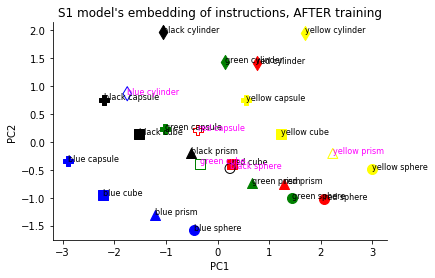 S1 model's embedding of instructions, AFTER training
black cylinder
yellow cylinder
green cylinder
red cylinder
blue cylinder
black capsule
yellow capsule
green capsule
red capsule
black cube
yellow cube
black prism
yellow prism
blue capsule
green cube
red cube
black sphere
yellow sphere
green prism
red prism
blue cube
green sphere
red sphere
blue prism
blue sphere
2.0
1.5
1.0
0.5
0.0
−0.5
−1.0
−1.5
PC2
−3
−2
−1
0
1
2
3
PC1